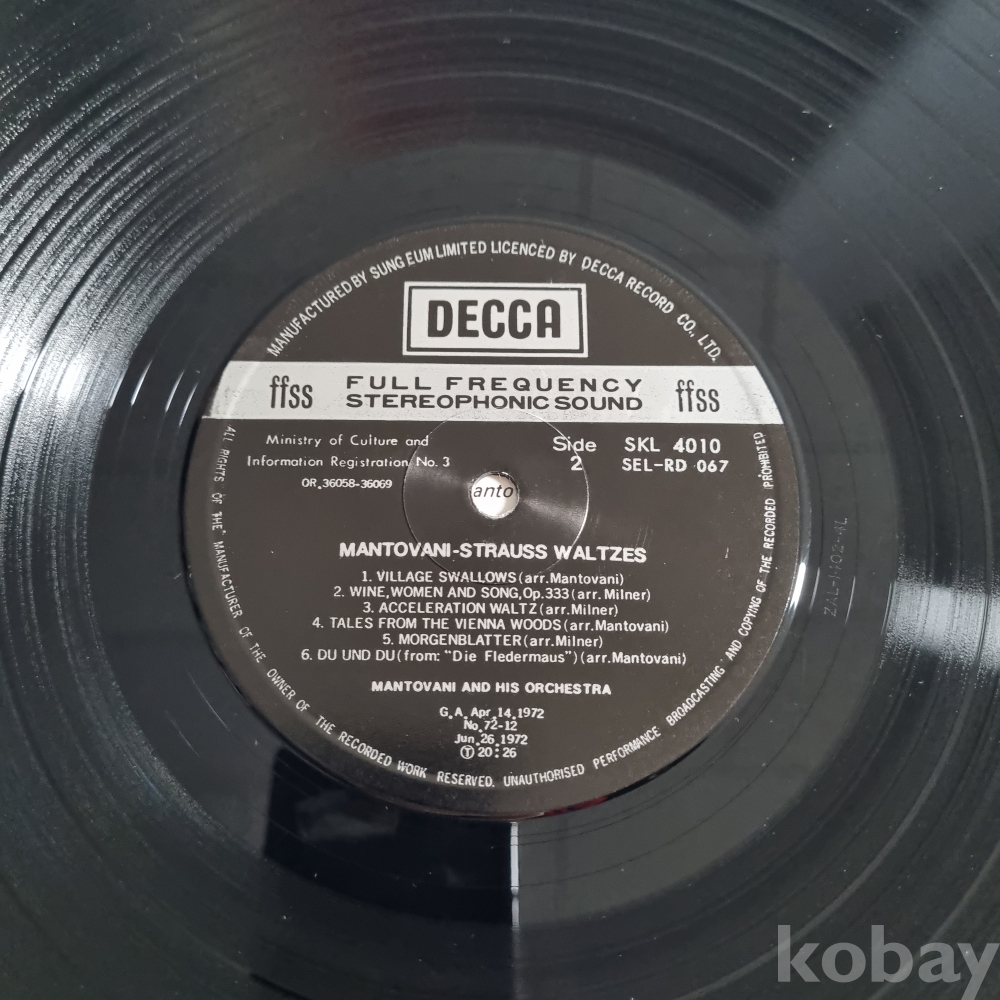 MANUFACTURED BY SUNG EUM LIMITED LICENCED BY DECCA RECORD CO., LTD.
DECCA
ffss FULL FREQUENCY STEREOPHONIC SOUND ffss
Ministry of Culture and
Information Registration No. 3
OR. 36058-36069
Side
2
SKL 4010
SEL-RD 067
anto
MANTOVANI-STRAUSS WALTZES
1. VILLAGE SWALLOWS (arr. Mantovani)
2. WINE, WOMEN AND SONG, Op. 333 (arr. Milner)
3. ACCELERATION WALTZ (arr. Milner)
4. TALES FROM THE VIENNA WOODS (arr. Mantovani)
5. MORGENBLATTER (arr. Milner)
6. DU UND DU (from: "Die Fledermaus") (arr. Mantovani)
MANTOVANI AND HIS ORCHESTRA
G. A. Apr. 14. 1972
No. 72-12
Jun. 26. 1972
Ⓣ 20:26
ALL RIGHTS OF THE MANUFACTURER OF THE OWNER OF THE RECORDED WORK RESERVED. UNAUTHORISED PERFORMANCE BROADCASTING AND COPYING OF THE RECORDED PROHIBITED
kobay